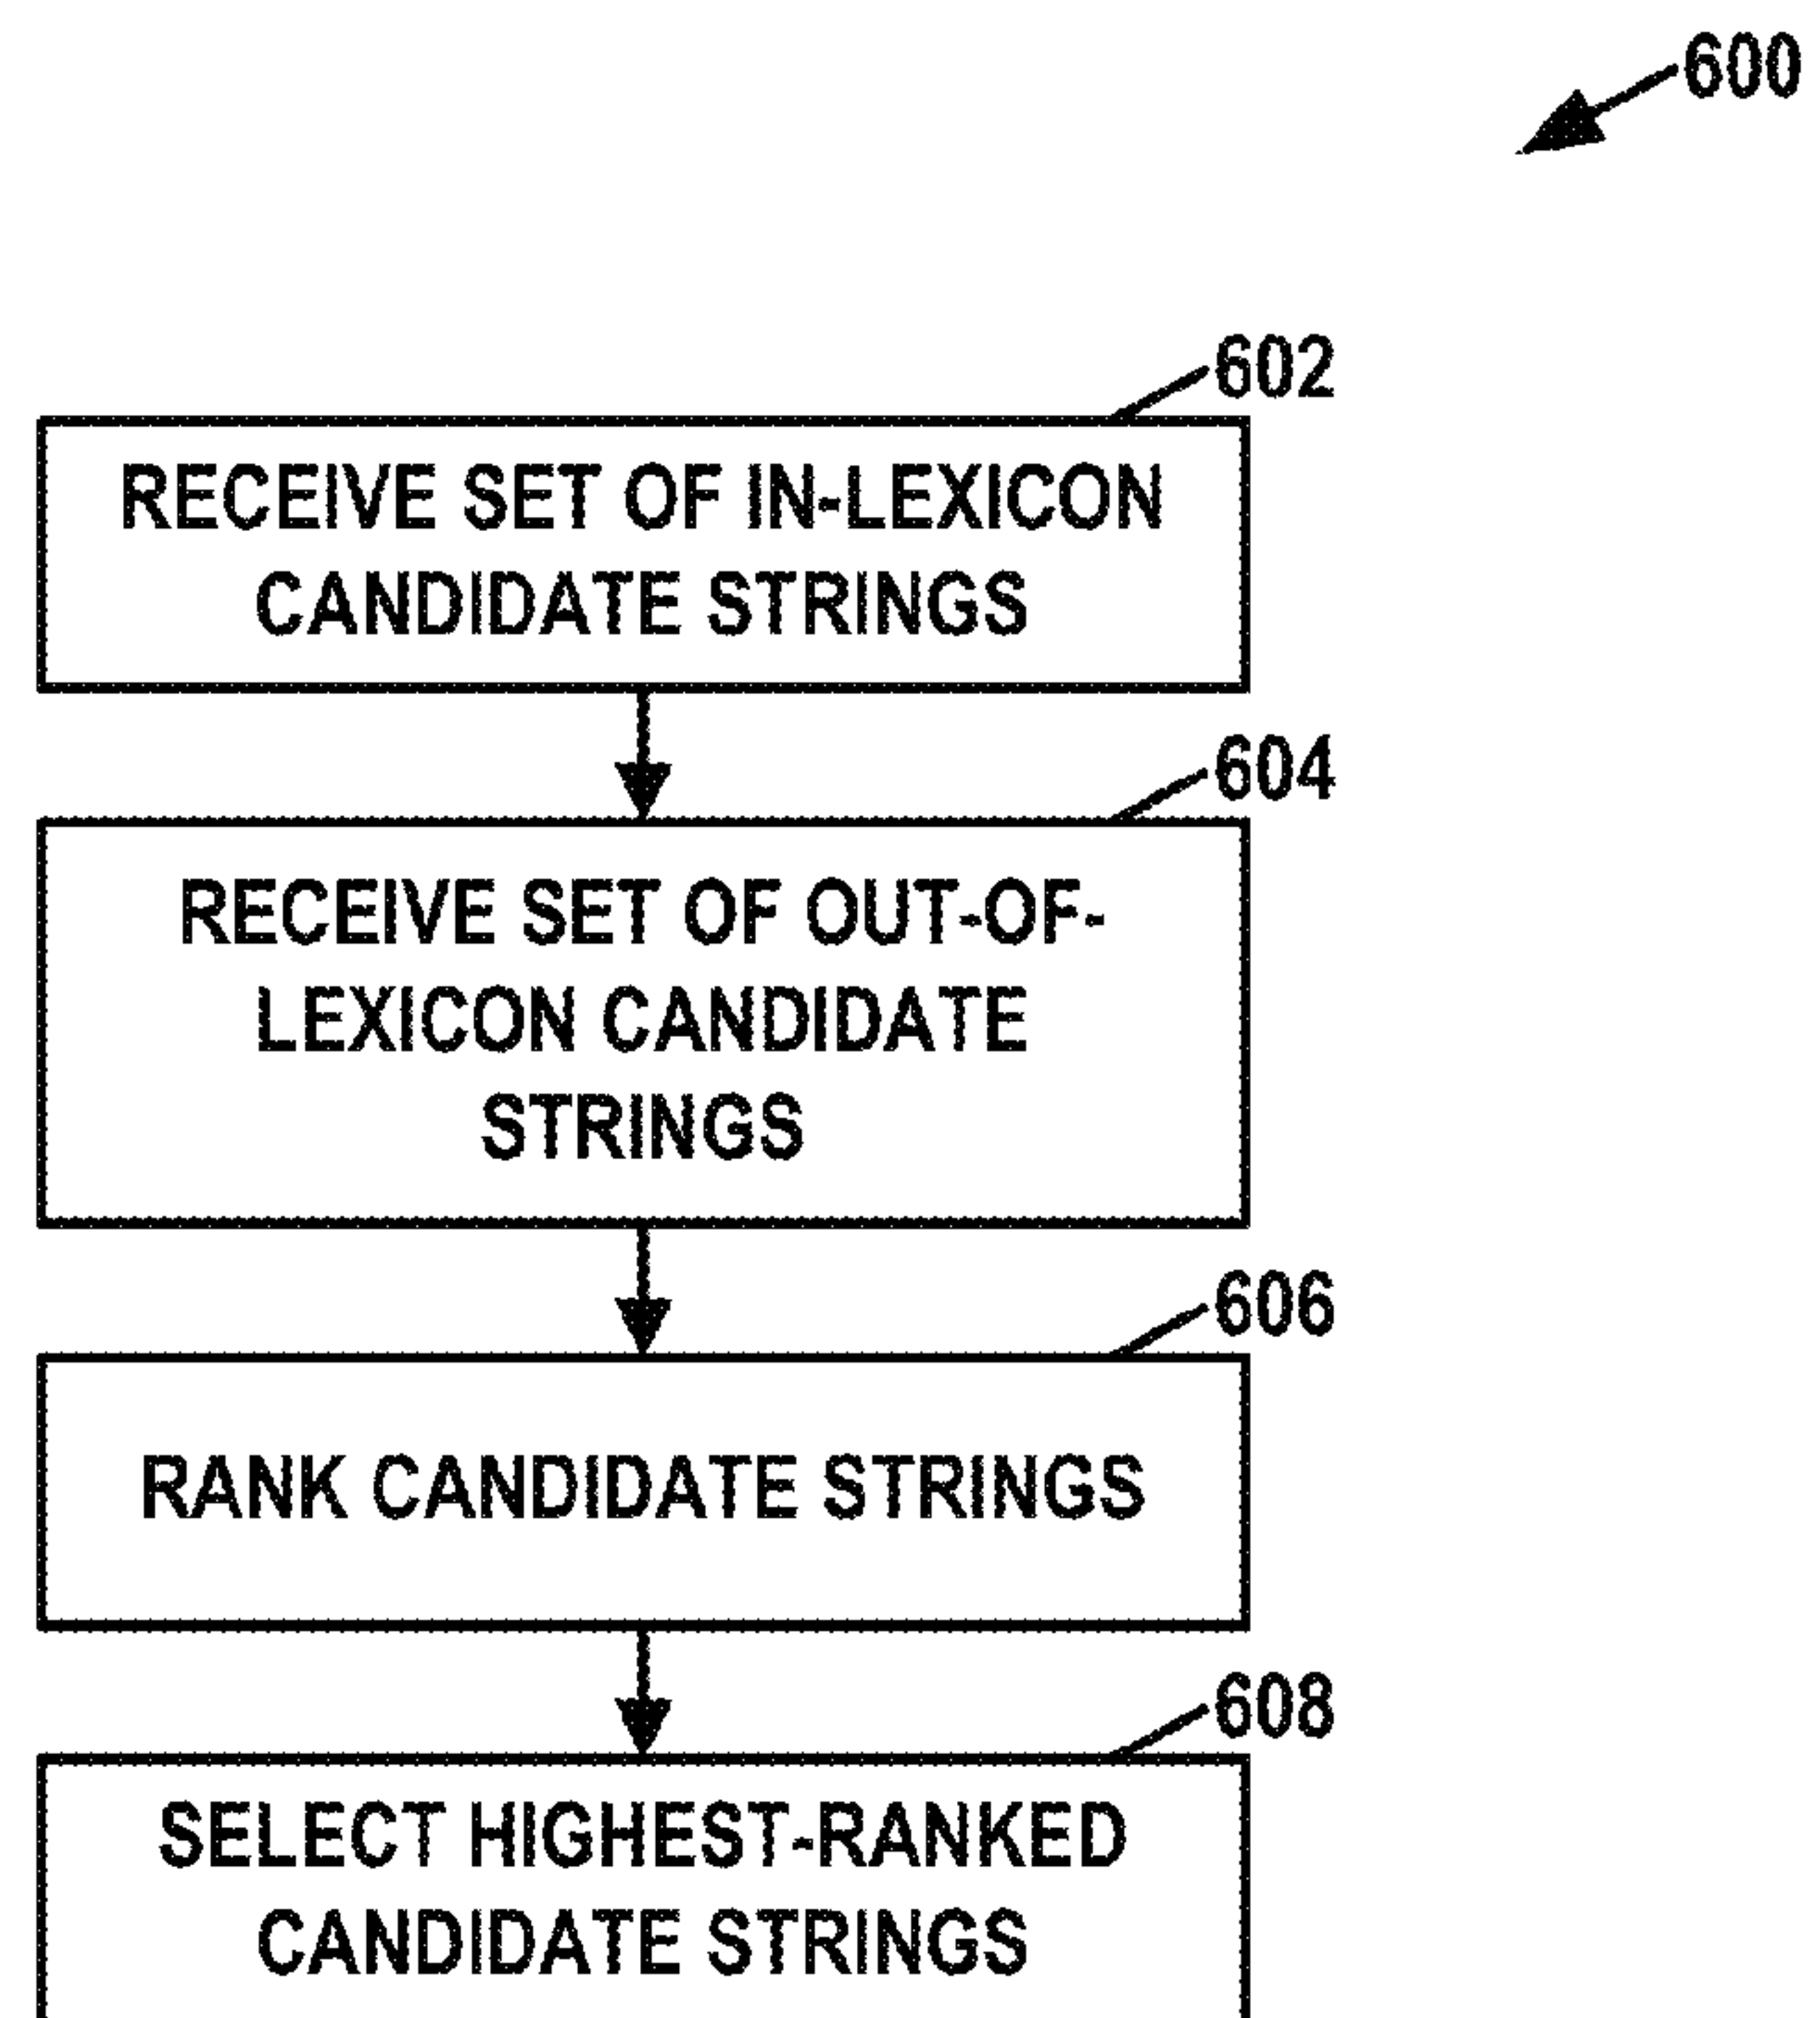 600
602
RECEIVE SET OF IN-LEXICON
CANDIDATE STRINGS
604
RECEIVE SET OF OUT-OF-
LEXICON CANDIDATE
STRINGS
606
RANK CANDIDATE STRINGS
608
SELECT HIGHEST-RANKED
CANDIDATE STRINGS